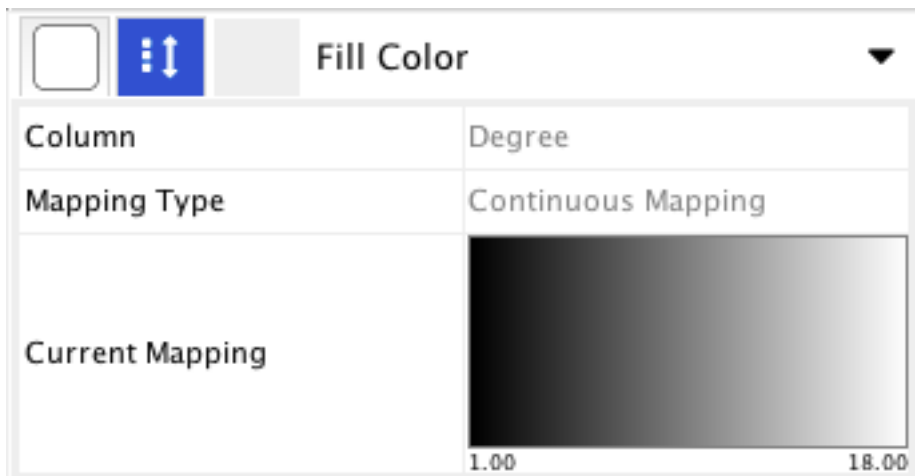 Fill Color
Column Degree
Mapping Type Continuous Mapping
Current Mapping
1.00 18.00